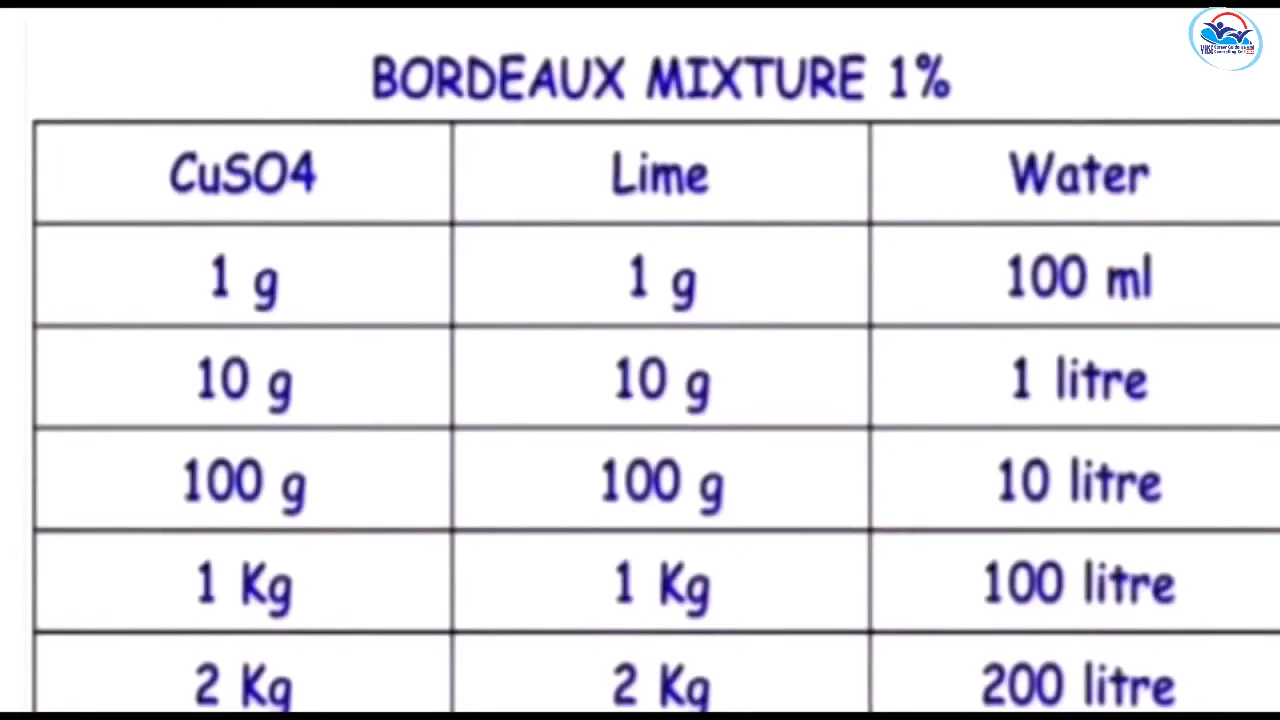 BORDEAUX MIXTURE 1%
CuSO4 Lime Water
1 g 1 g 100 ml
10 g 10 g 1 litre
100 g 100 g 10 litre
1 Kg 1 Kg 100 litre
2 Kg 2 Kg 200 litre